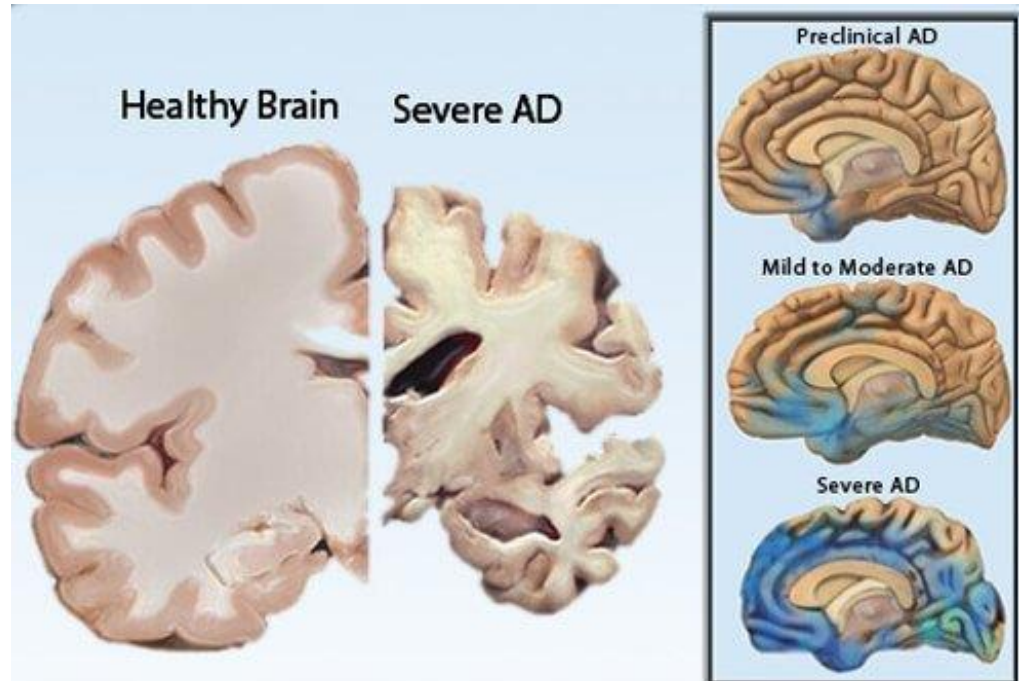 Healthy Brain
Severe AD
Preclinical AD
Mild to Moderate AD
Severe AD